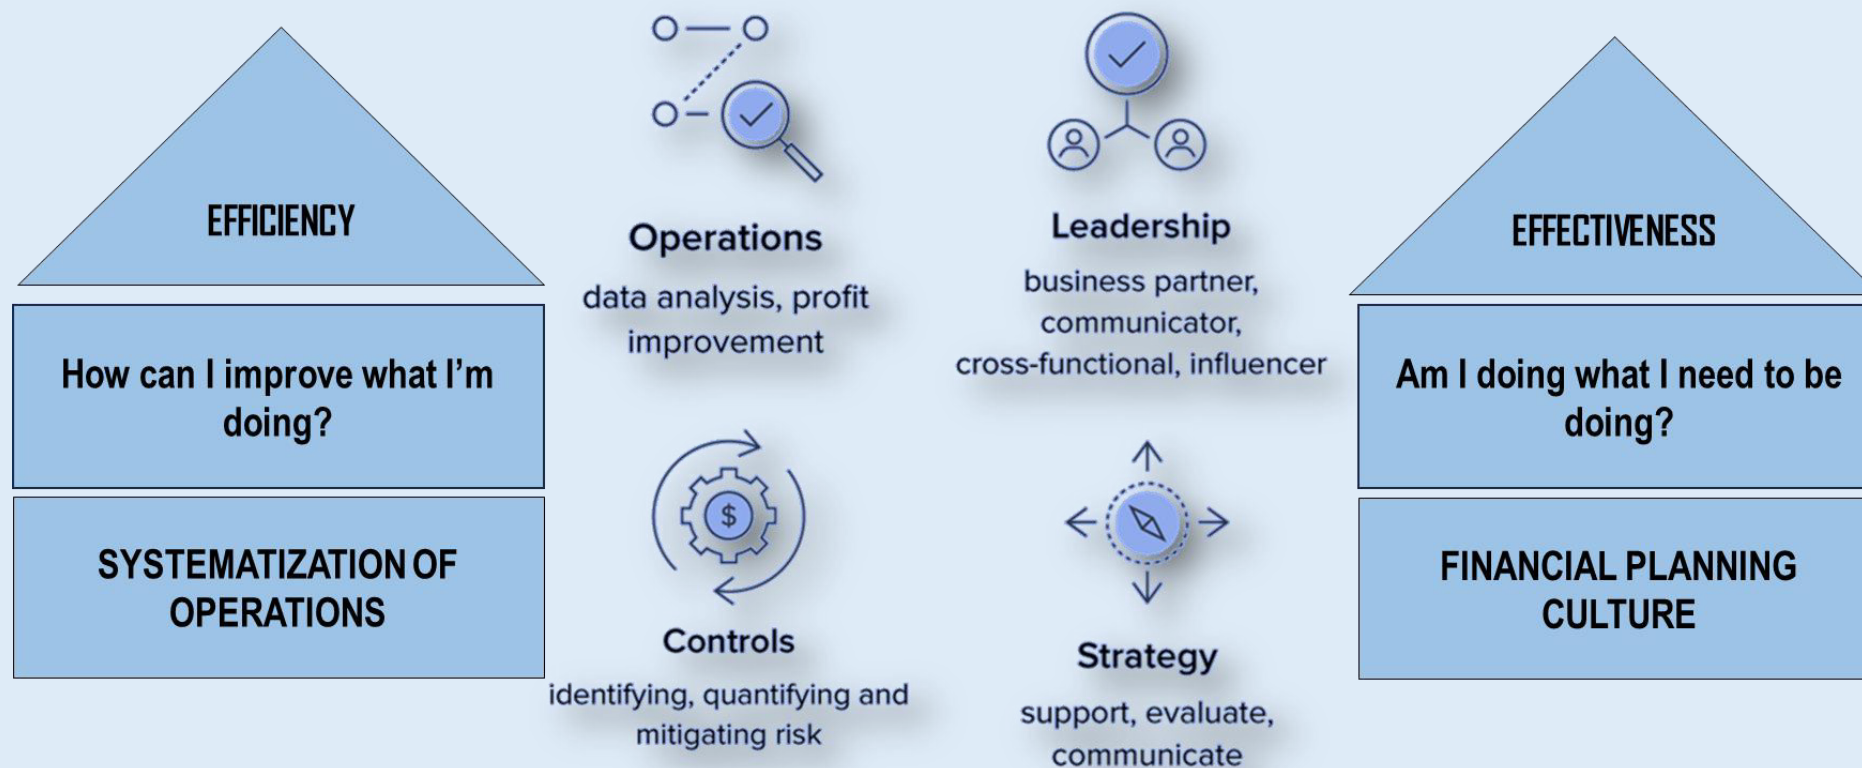 EFFICIENCY
How can I improve what I'm
doing?
SYSTEMATIZATION OF
OPERATIONS
Operations
data analysis, profit
improvement
Controls
identifying, quantifying and
mitigating risk
Leadership
business partner,
communicator,
cross-functional, influencer
Strategy
support, evaluate,
communicate
EFFECTIVENESS
Am I doing what I need to be
doing?
FINANCIAL PLANNING
CULTURE
$